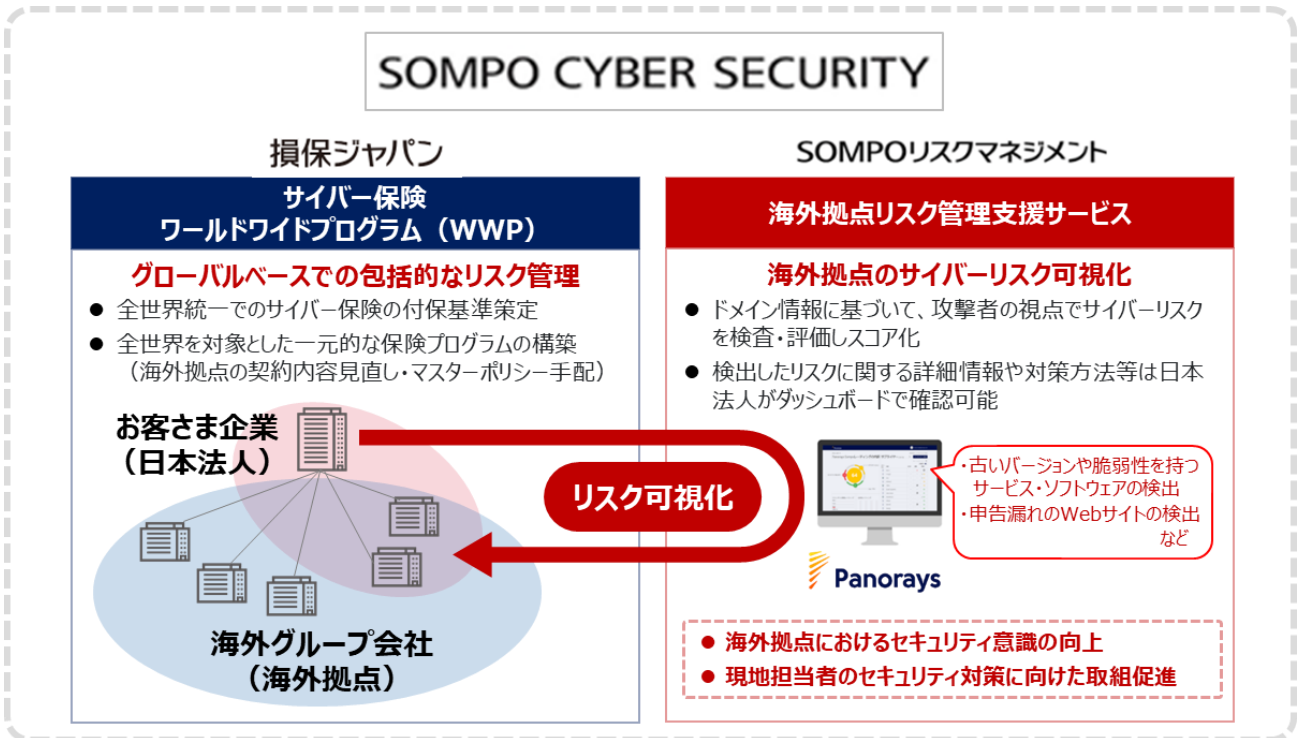 SOMPO CYBER SECURITY
損保ジャパン
サイバー保険
ワールドワイドプログラム（WWP）
グローバルベースでの包括的なリスク管理
● 全世界統一でのサイバー保険の付保基準策定
● 全世界を対象とした一元的な保険プログラムの構築
（海外拠点の契約内容見直し・マスターポリシー手配）
お客さま企業
（日本法人）
海外グループ会社
（海外拠点）
リスク可視化
SOMPOリスクマネジメント
海外拠点リスク管理支援サービス
海外拠点のサイバーリスク可視化
● ドメイン情報に基づいて、攻撃者の視点でサイバーリスク
を検査・評価しスコア化
● 検出したリスクに関する詳細情報や対策方法等は日本
法人がダッシュボードで確認可能
・古いバージョンや脆弱性を持つ
サービス・ソフトウェアの検出
・申告漏れのWebサイトの検出
など
Panorays
● 海外拠点におけるセキュリティ意識の向上
● 現地担当者のセキュリティ対策に向けた取組促進